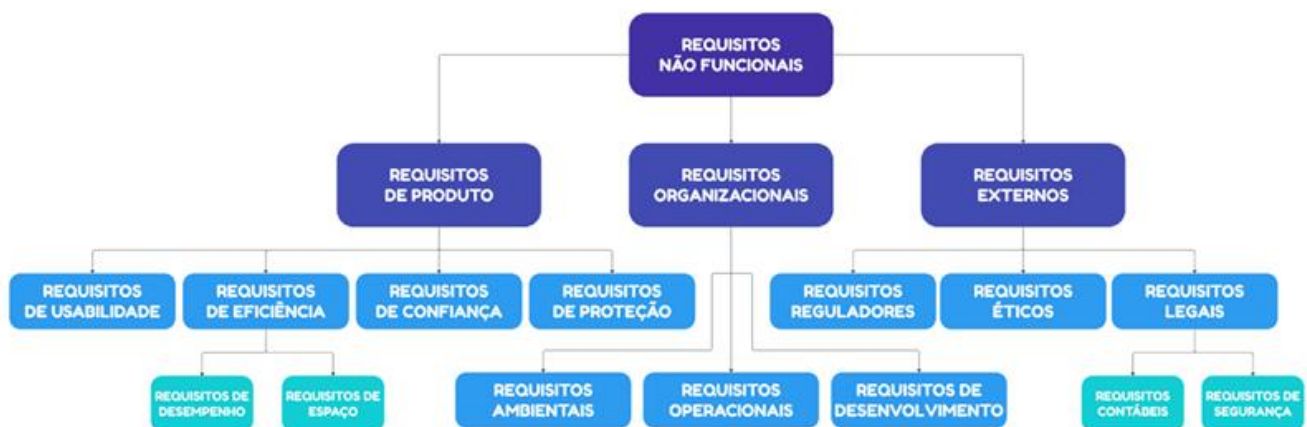 REQUISITOS
NÃO FUNCIONAIS
REQUISITOS
DE PRODUTO
REQUISITOS
ORGANIZACIONAIS
REQUISITOS
EXTERNOS
REQUISITOS
DE USABILIDADE
REQUISITOS
DE EFICIÊNCIA
REQUISITOS
DE CONFIANÇA
REQUISITOS
DE PROTEÇÃO
REQUISITOS
REGULADORES
REQUISITOS
ÉTICOS
REQUISITOS
LEGAIS
REQUISITOS DE
DESEMPENHO
REQUISITOS DE
ESPAÇO
REQUISITOS
AMBIENTAIS
REQUISITOS
OPERACIONAIS
REQUISITOS DE
DESENVOLVIMENTO
REQUISITOS
CONTÁBEIS
REQUISITOS DE
SEGURANÇA